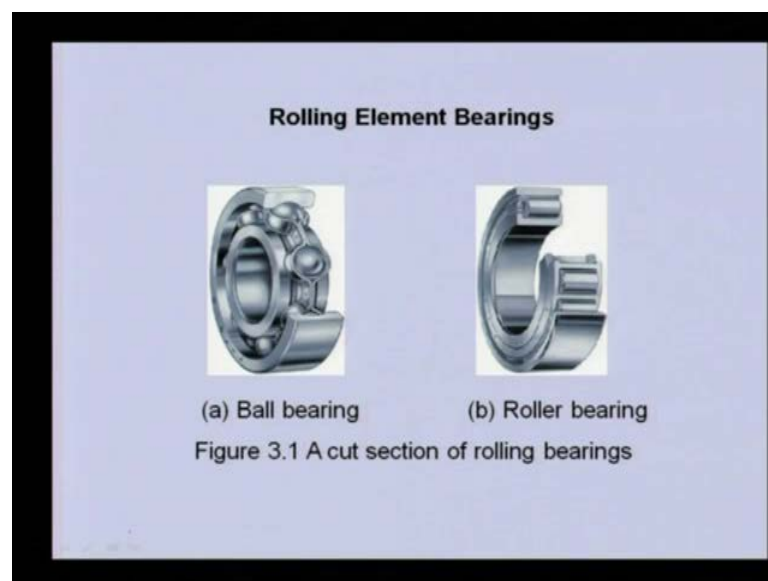 Rolling Element Bearings
(a) Ball bearing
(b) Roller bearing
Figure 3.1 A cut section of rolling bearings